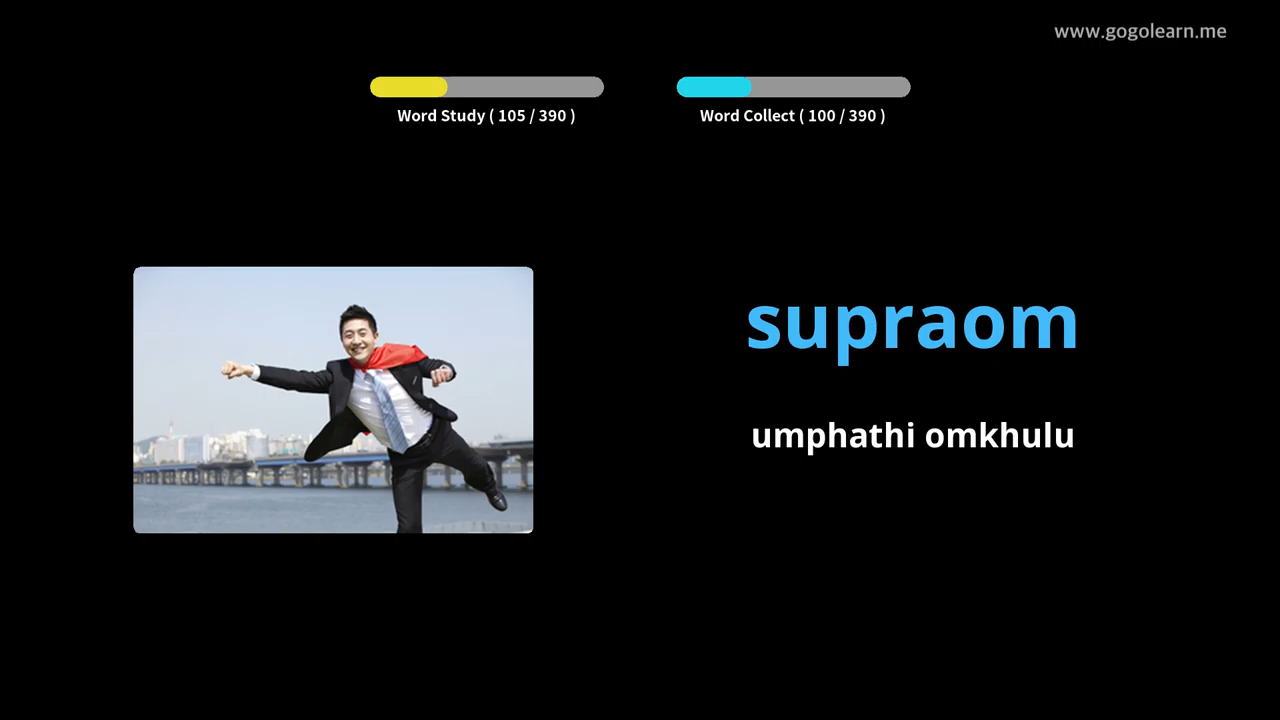 www.gogolearn.me
Word Study ( 105 / 390 )
Word Collect ( 100 / 390 )
supraom
umphathi omkhulu